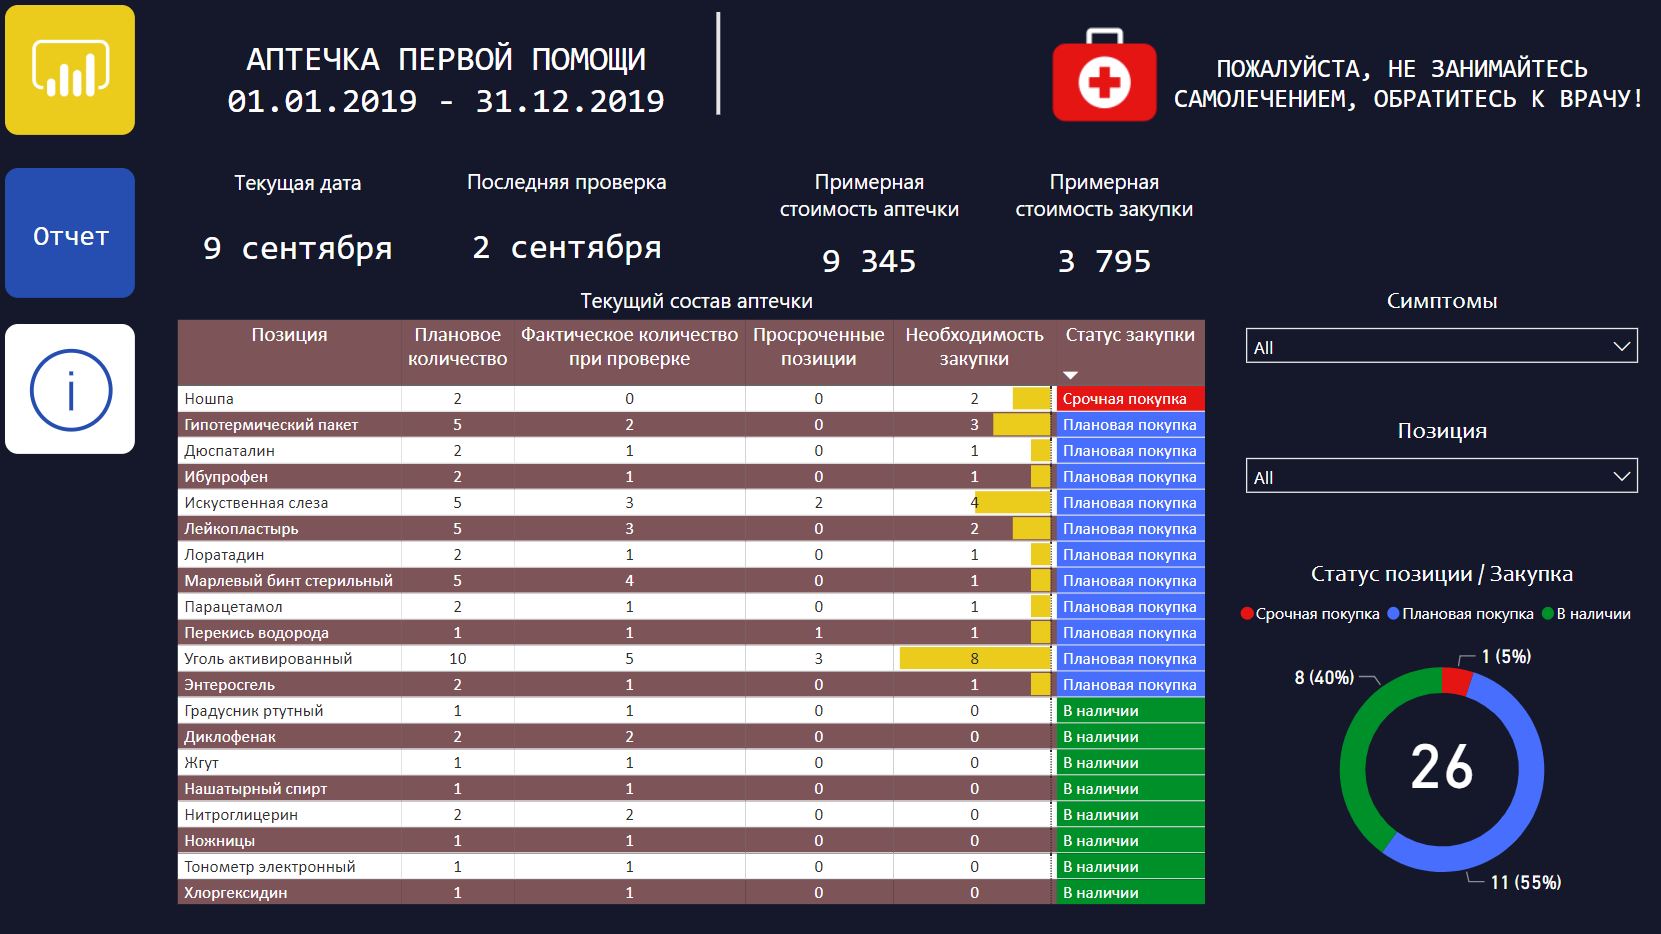 АПТЕЧКА ПЕРВОЙ ПОМОЩИ
01.01.2019 - 31.12.2019
ПОЖАЛУЙСТА, НЕ ЗАНИМАЙТЕСЬ
САМОЛЕЧЕНИЕМ, ОБРАТИТЕСЬ К ВРАЧУ!
Отчет
i
Текущая дата
9 сентября
Последняя проверка
2 сентября
Примерная
стоимость аптечки
9 345
Примерная
стоимость закупки
3 795
Текущий состав аптечки
Позиция Плановое количество Фактическое количество при проверке Просроченные позиции Необходимость закупки Статус закупки
Ношпа 2 0 0 2 Срочная покупка
Гипотермический пакет 5 2 0 3 Плановая покупка
Дюспаталин 2 1 0 1 Плановая покупка
Ибупрофен 2 1 0 1 Плановая покупка
Искуственная слеза 5 3 2 4 Плановая покупка
Лейкопластырь 5 3 0 2 Плановая покупка
Лоратадин 2 1 0 1 Плановая покупка
Марлевый бинт стерильный 5 4 0 1 Плановая покупка
Парацетамол 2 1 0 1 Плановая покупка
Перекись водорода 1 1 1 1 Плановая покупка
Уголь активированный 10 5 3 8 Плановая покупка
Энтеросгель 2 1 0 1 Плановая покупка
Градусник ртутный 1 1 0 0 В наличии
Диклофенак 2 2 0 0 В наличии
Жгут 1 1 0 0 В наличии
Нашатырный спирт 1 1 0 0 В наличии
Нитроглицерин 2 2 0 0 В наличии
Ножницы 1 1 0 0 В наличии
Тонометр электронный 1 1 0 0 В наличии
Хлоргексидин 1 1 0 0 В наличии
Симптомы
All
Позиция
All
Статус позиции / Закупка
Срочная покупка Плановая покупка В наличии
1 (5%)
8 (40%)
26
11 (55%)